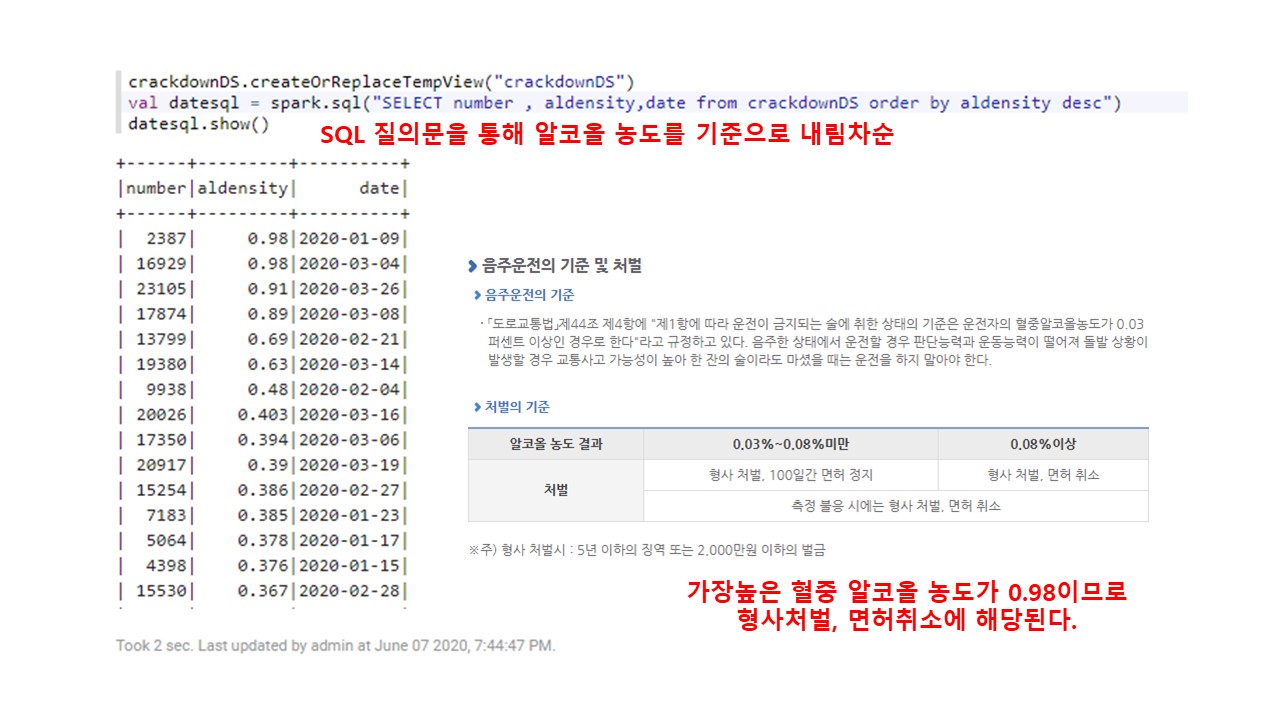 crackdownDS.createOrReplaceTempView("crackdownDS")
val datesql = spark.sql("SELECT number , aldensity,date from crackdownDS order by aldensity desc")
datesql.show()
SQL 질의문을 통해 알코올 농도를 기준으로 내림차순
+------+---------+----------+
|number|aldensity|      date|
+------+---------+----------+
|  2387|     0.98|2020-01-09|
| 16929|     0.98|2020-03-04|
| 23105|     0.91|2020-03-26|
| 17874|     0.89|2020-03-08|
| 13799|     0.69|2020-02-21|
| 19380|     0.63|2020-03-14|
|  9938|     0.48|2020-02-04|
| 20026|    0.403|2020-03-16|
| 17350|    0.394|2020-03-06|
| 20917|     0.39|2020-03-19|
| 15254|    0.386|2020-02-27|
|  7183|    0.385|2020-01-23|
|  5064|    0.378|2020-01-17|
|  4398|    0.376|2020-01-15|
| 15530|    0.367|2020-02-28|
Took 2 sec. Last updated by admin at June 07 2020, 7:44:47 PM.
음주운전의 기준 및 처벌
음주운전의 기준
·「도로교통법」제44조 제4항에 "제1항에 따라 운전이 금지되는 술에 취한 상태의 기준은 운전자의 혈중알코올농도가 0.03
퍼센트 이상인 경우로 한다"라고 규정하고 있다. 음주한 상태에서 운전할 경우 판단능력과 운동능력이 떨어져 돌발 상황이
발생할 경우 교통사고 가능성이 높아 한 잔의 술이라도 마셨을 때는 운전을 하지 말아야 한다.
처벌의 기준
알코올 농도 결과 0.03%~0.08%미만 0.08%이상
처벌 형사 처벌, 100일간 면허 정지 형사 처벌, 면허 취소
측정 불응 시에는 형사 처벌, 면허 취소
※주) 형사 처벌시 : 5년 이하의 징역 또는 2,000만원 이하의 벌금
가장높은 혈중 알코올 농도가 0.98이므로
형사처벌, 면허취소에 해당된다.